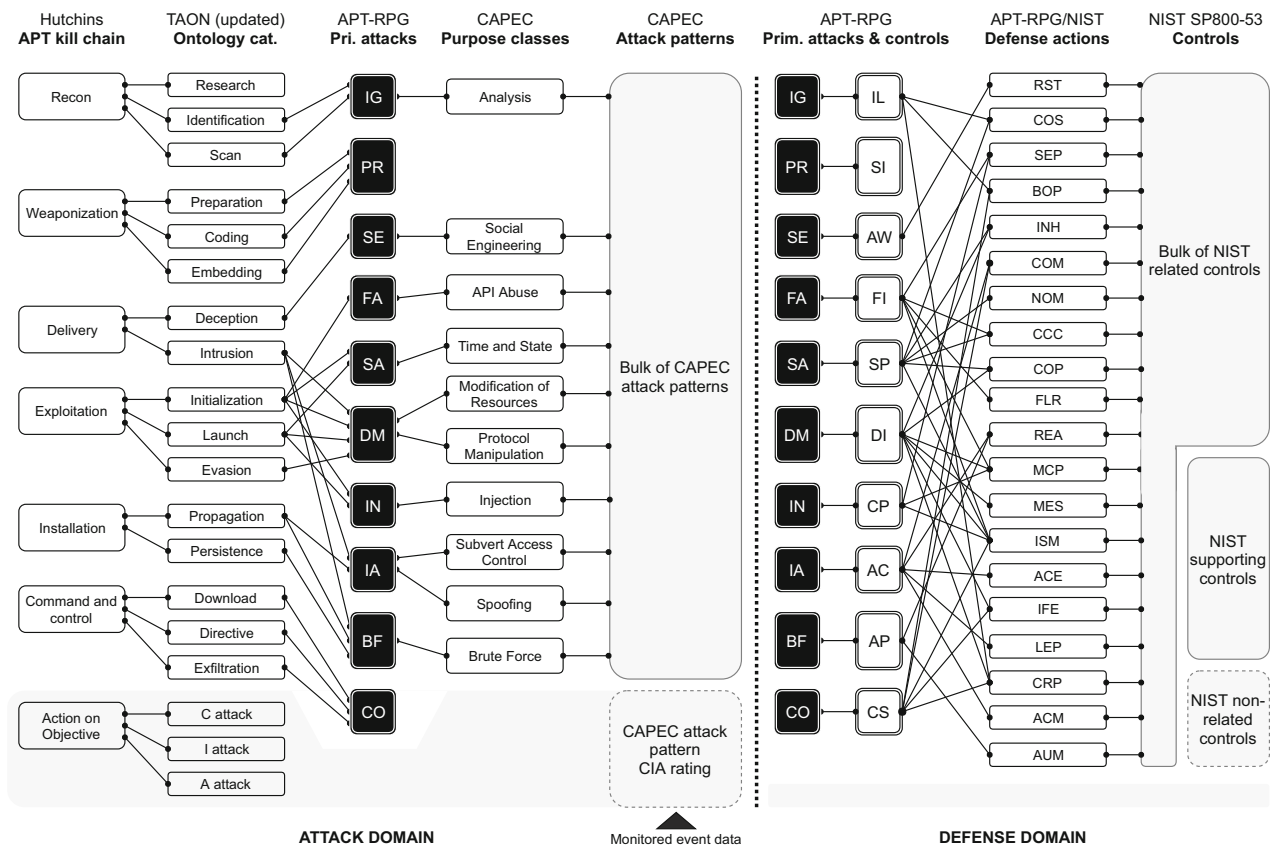 Hutchins
APT kill chain
TAON (updated)
Ontology cat.
APT-RPG
Pri. attacks
CAPEC
Purpose classes
CAPEC
Attack patterns
APT-RPG
Prim. attacks & controls
APT-RPG/NIST
Defense actions
NIST SP800-53
Controls
Recon
Weaponization
Delivery
Exploitation
Installation
Command and
control
Action on
Objective
Research
Identification
Scan
Preparation
Coding
Embedding
Deception
Intrusion
Initialization
Launch
Evasion
Propagation
Persistence
Download
Directive
Exfiltration
C attack
I attack
A attack
IG
PR
SE
FA
SA
DM
IN
IA
BF
CO
Analysis
Social
Engineering
API Abuse
Time and State
Modification of
Resources
Protocol
Manipulation
Injection
Subvert Access
Control
Spoofing
Brute Force
Bulk of CAPEC
attack patterns
CAPEC attack
pattern
CIA rating
Monitored event data
ATTACK DOMAIN
IG
PR
SE
FA
SA
DM
IN
IA
BF
CO
IL
SI
AW
FI
SP
DI
CP
AC
AP
CS
RST
COS
SEP
BOP
INH
COM
NOM
CCC
COP
FLR
REA
MCP
MES
ISM
ACE
IFE
LEP
CRP
ACM
AUM
Bulk of NIST
related controls
NIST
supporting
controls
NIST non-
related
controls
DEFENSE DOMAIN